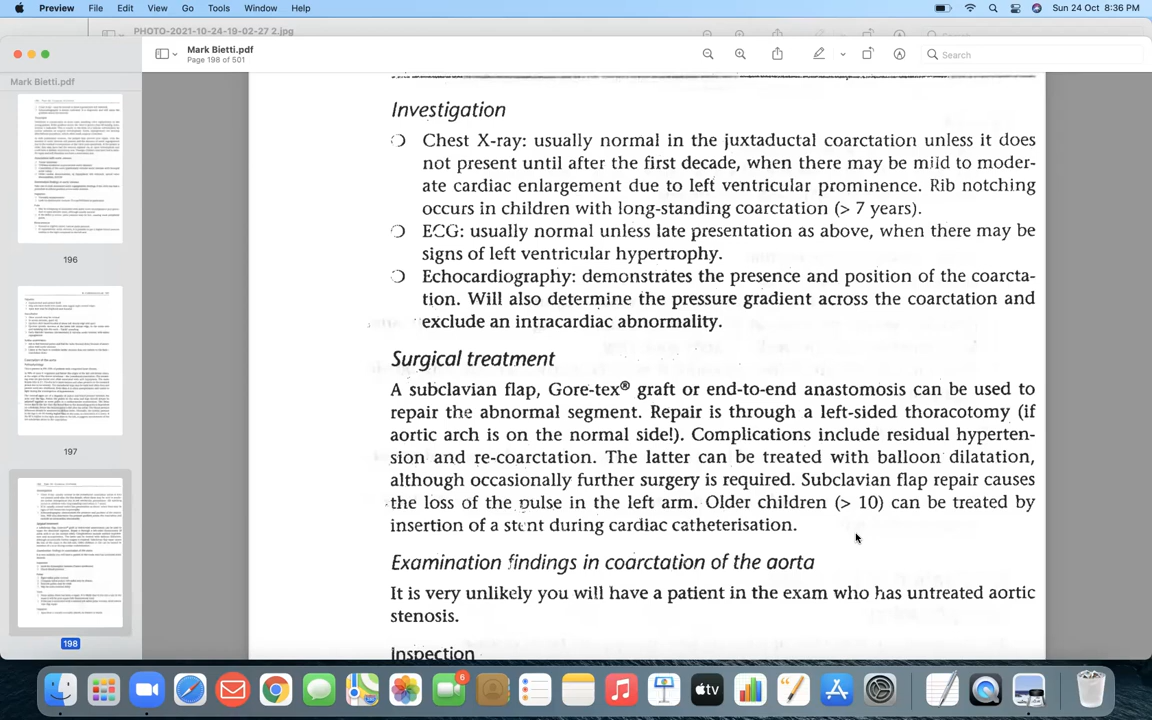 Preview File Edit View Go Tools Window Help Sun 24 Oct 8:36 PM
PHOTO-2021-10-24-19-02-27 2.jpg
Mark Bietti.pdf
Page 198 of 501
Search
Mark Bietti.pdf
196
197
198
Investigation
Chest X-ray: usually normal in the juxtaductal coarctation unless it does
not present until after the first decade, when there may be mild to moder-
ate cardiac enlargement due to left ventricular prominence. Rib notching
occurs in children with long-standing coarctation (> 7 years).
ECG: usually normal unless late presentation as above, when there may be
signs of left ventricular hypertrophy.
Echocardiography: demonstrates the presence and position of the coarcta-
tion. Will also determine the pressure gradient across the coarctation and
exclude an intracardiac abnormality.
Surgical treatment
A subclavian flap, Gore-tex® graft or end-to-end anastomosis can be used to
repair the abnormal segment. Repair is through a left-sided thoracotomy (if
aortic arch is on the normal side!). Complications include residual hyperten-
sion and re-coarctation. The latter can be treated with balloon dilatation,
although occasionally further surgery is required. Subclavian flap repair causes
the loss of the pulse in the left arm. Older children (> 10) can be treated by
insertion of a stent during cardiac catheterisation.
Examination findings in coarctation of the aorta
It is very unlikely you will have a patient in the exam who has untreated aortic
stenosis.
Inspection
6
tv